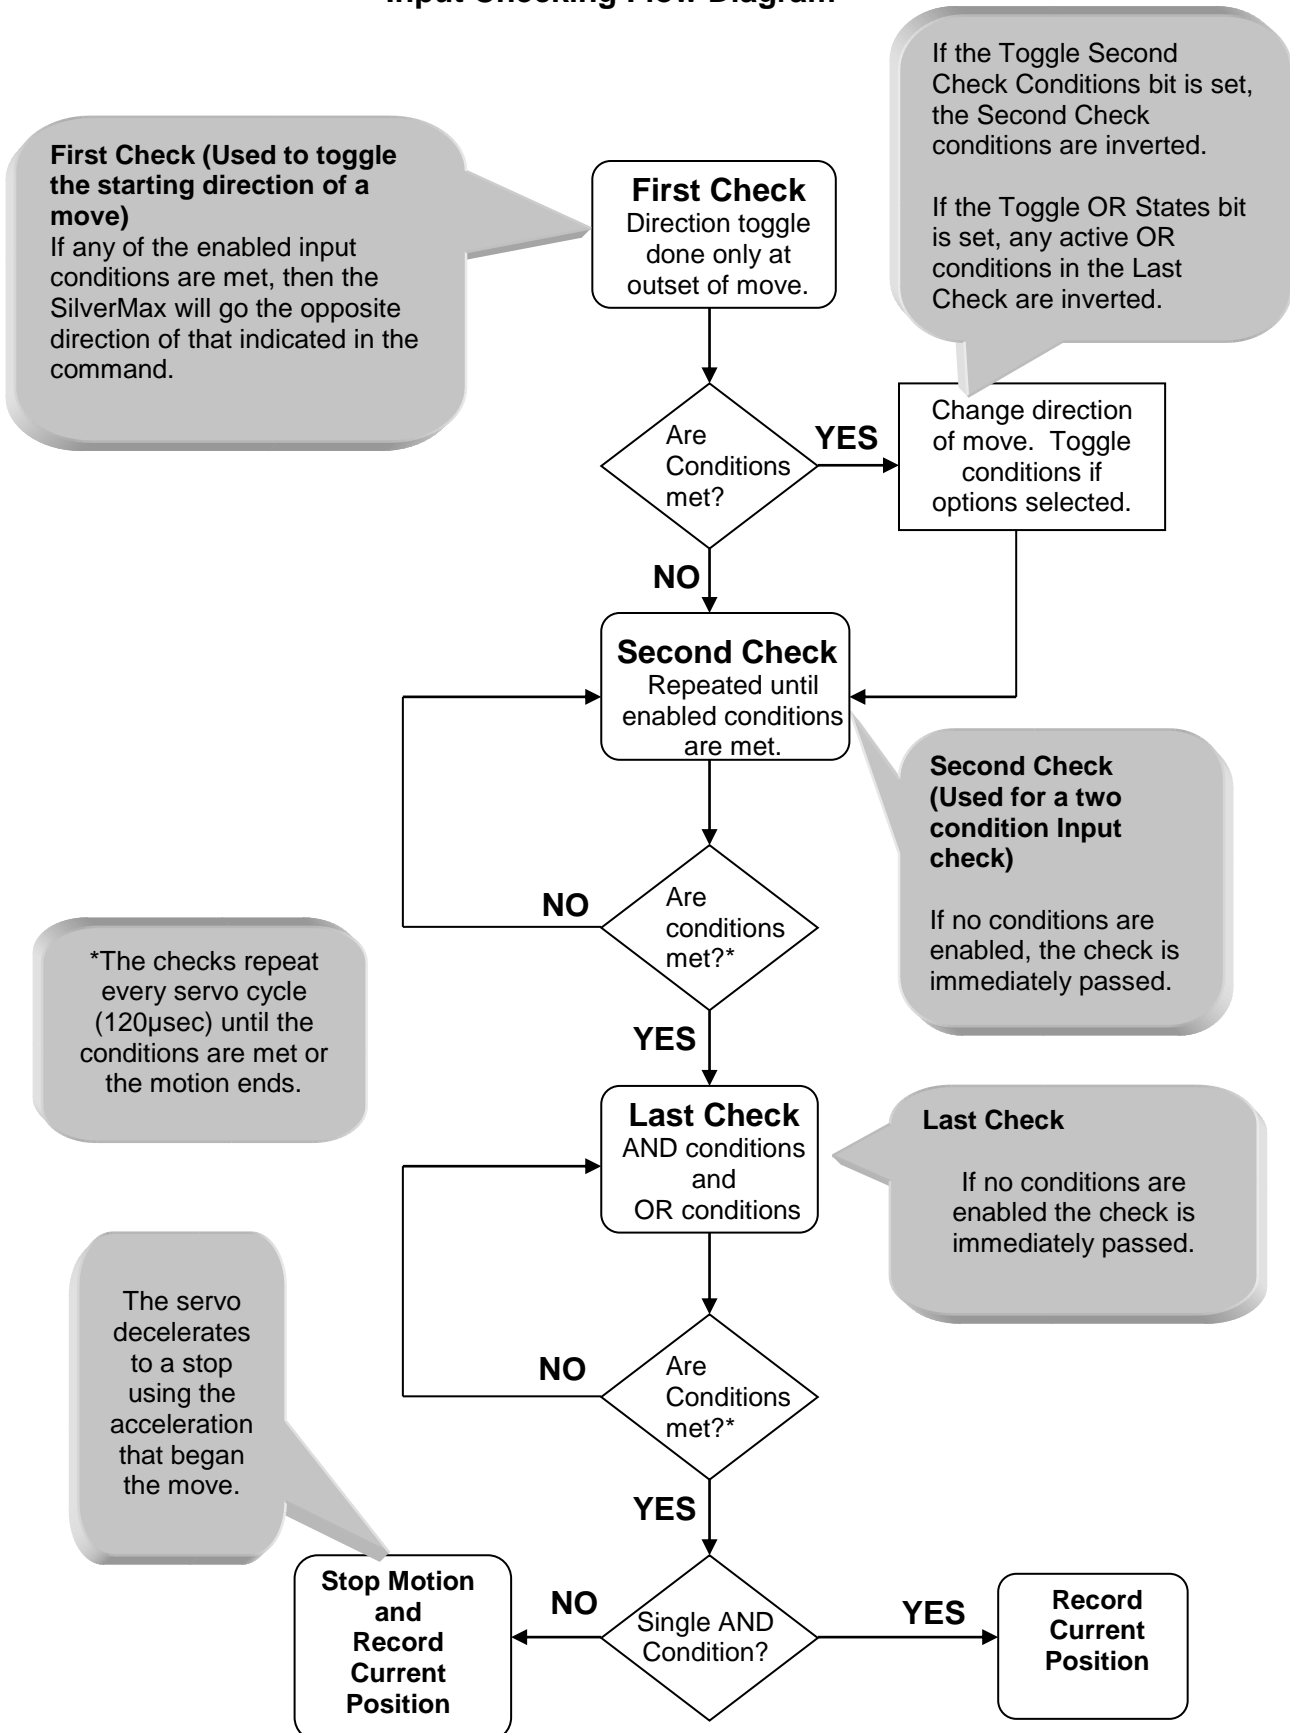 Input Checking Flow Diagram
If the Toggle Second
Check Conditions bit is set,
the Second Check
conditions are inverted.
If the Toggle OR States bit
is set, any active OR
conditions in the Last
Check are inverted.
First Check (Used to toggle
the starting direction of a
move)
If any of the enabled input
conditions are met, then the
SilverMax will go the opposite
direction of that indicated in the
command.
First Check
Direction toggle
done only at
outset of move.
Are
Conditions
met?
YES
Change direction
of move. Toggle
conditions if
options selected.
NO
Second Check
Repeated until
enabled conditions
are met.
Second Check
(Used for a two
condition Input
check)
If no conditions are
enabled, the check is
immediately passed.
NO
Are
conditions
met?*
*The checks repeat
every servo cycle
(120µsec) until the
conditions are met or
the motion ends.
YES
Last Check
AND conditions
and
OR conditions
Last Check
If no conditions are
enabled the check is
immediately passed.
The servo
decelerates
to a stop
using the
acceleration
that began
the move.
NO
Are
Conditions
met?*
YES
Stop Motion
and
Record
Current
Position
NO
Single AND
Condition?
YES
Record
Current
Position